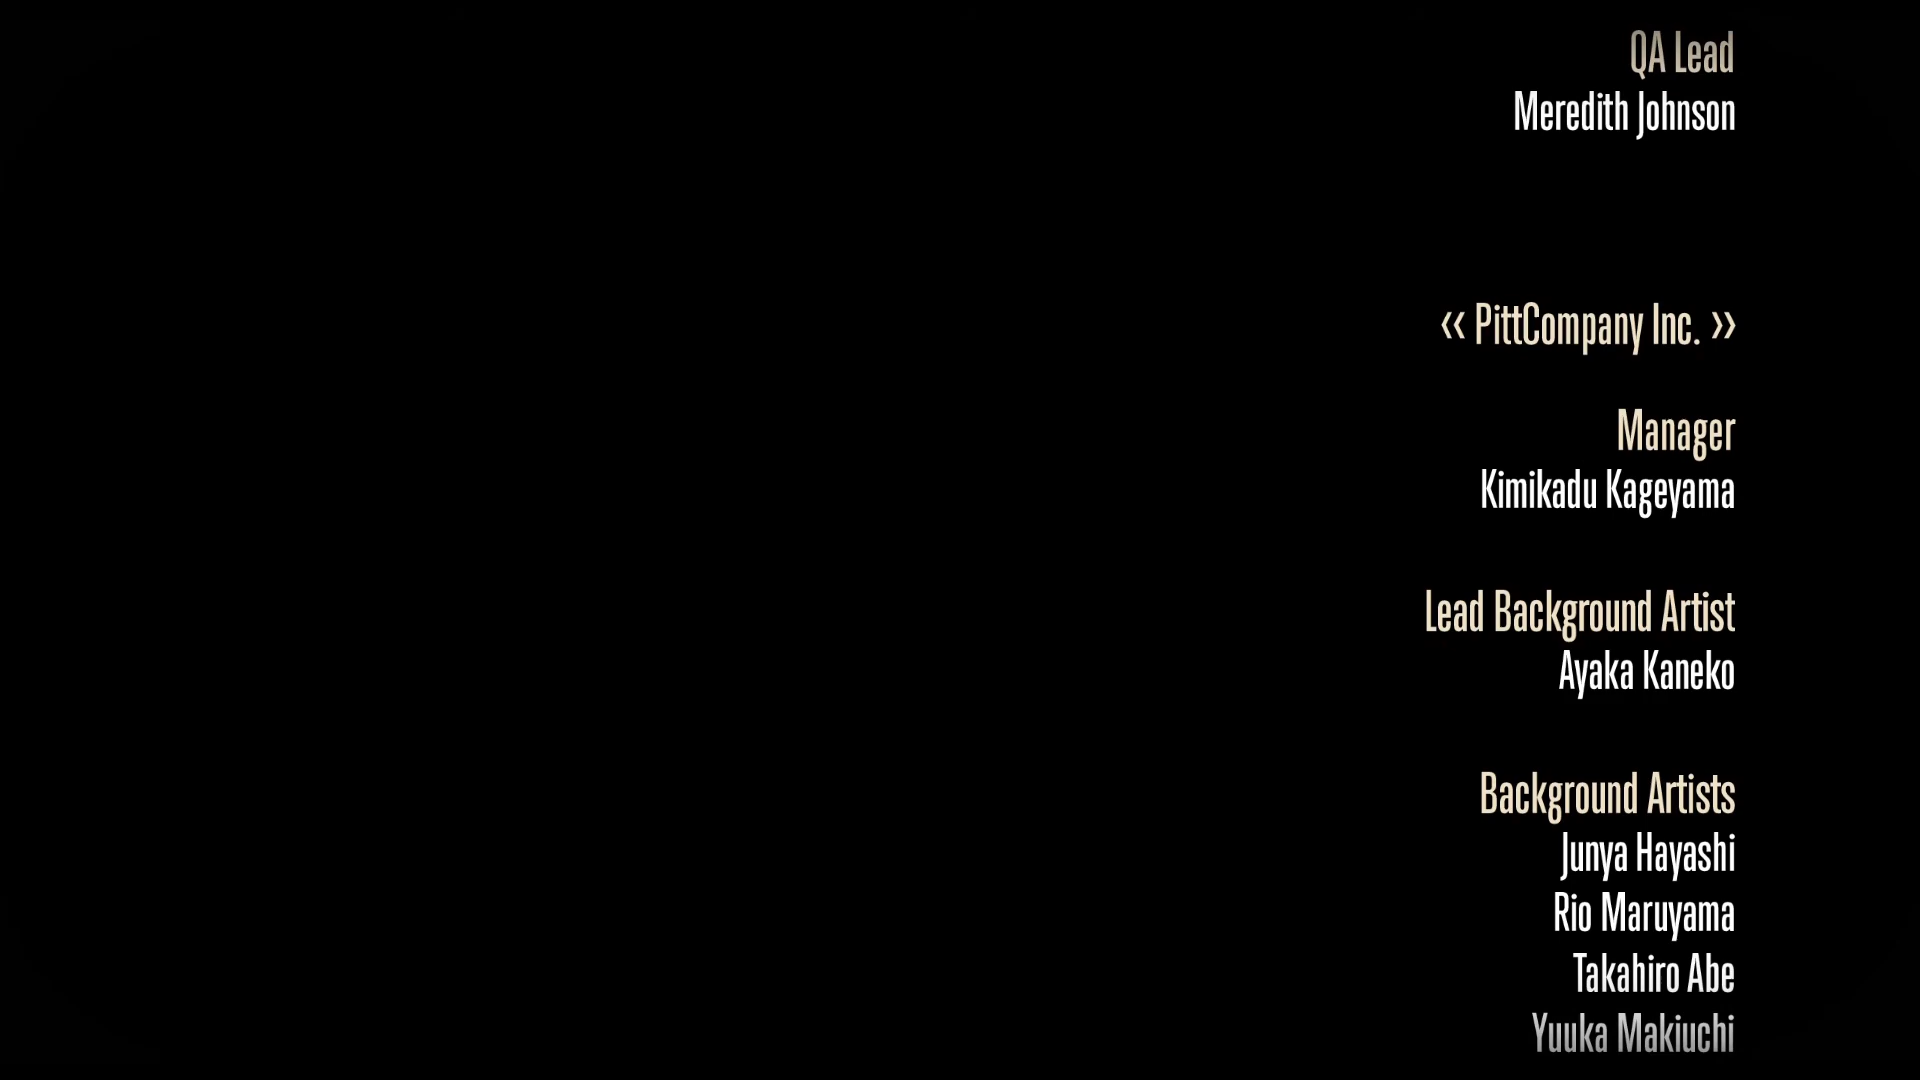 QA Lead
Meredith Johnson
« PittCompany Inc. »
Manager
Kimikadu Kageyama
Lead Background Artist
Ayaka Kaneko
Background Artists
Junya Hayashi
Rio Maruyama
Takahiro Abe
Yuuka Makiuchi